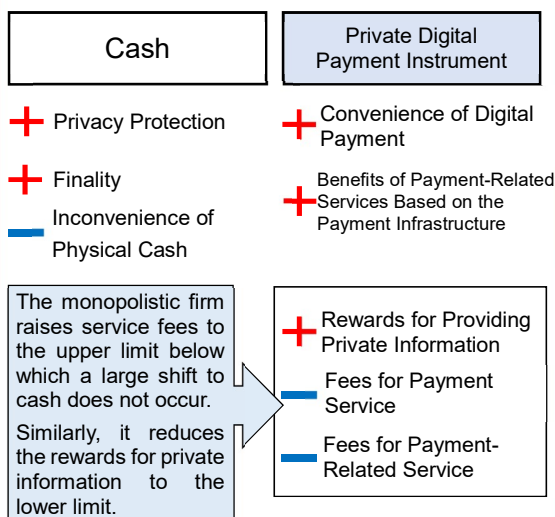 Cash
Private Digital
Payment Instrument
Privacy Protection
Finality
Inconvenience of
Physical Cash
Convenience of Digital
Payment
Benefits of Payment-Related
Services Based on the
Payment Infrastructure
The monopolistic firm
raises service fees to
the upper limit below
which a large shift to
cash does not occur.
Similarly, it reduces
the rewards for private
information to the
lower limit.
Rewards for Providing
Private Information
Fees for Payment
Service
Fees for Payment-
Related Service